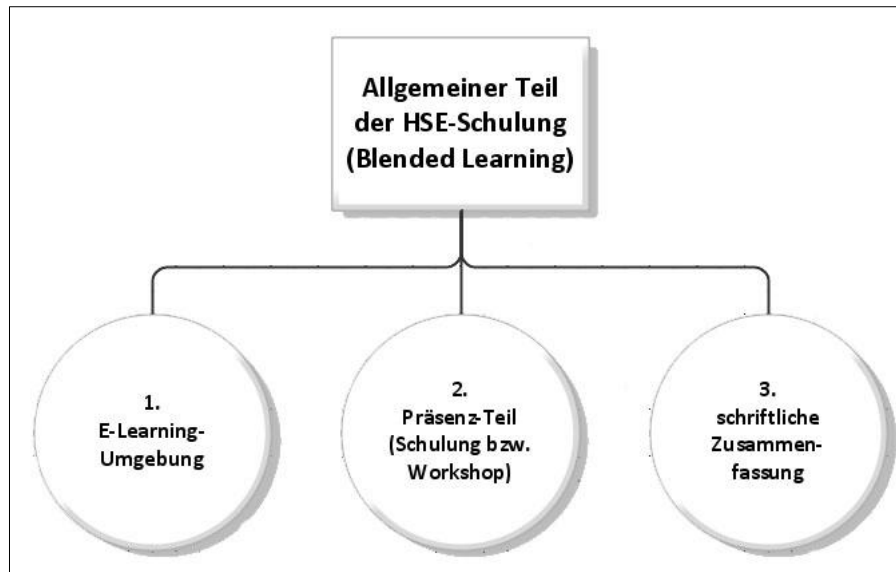 Allgemeiner Teil
der HSE-Schulung
(Blended Learning)
1.
E-Learning-
Umgebung
2.
Präsenz-Teil
(Schulung bzw.
Workshop)
3.
schriftliche
Zusammen-
fassung